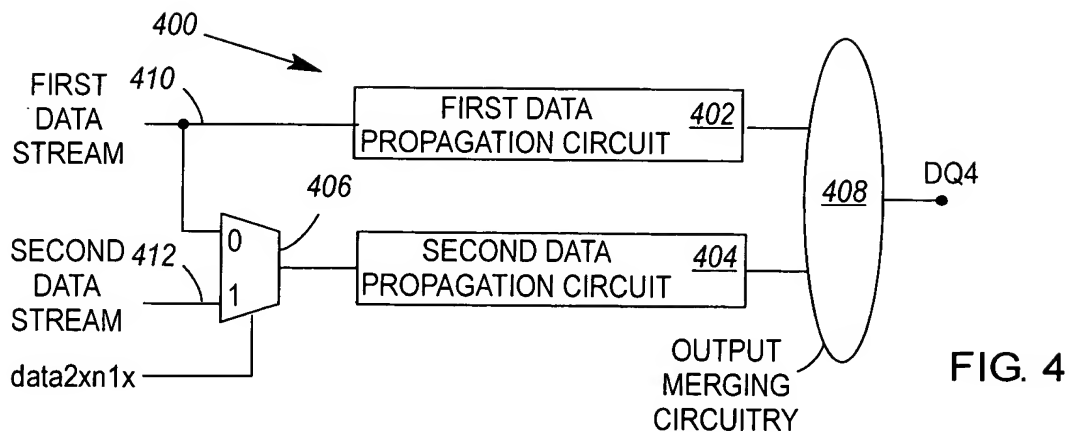 400
FIRST
DATA
STREAM
410
FIRST DATA
PROPAGATION CIRCUIT
402
406
0
1
SECOND
DATA
STREAM
412
SECOND DATA
PROPAGATION CIRCUIT
404
408
DQ4
data2xn1x
OUTPUT
MERGING
CIRCUITRY
FIG. 4